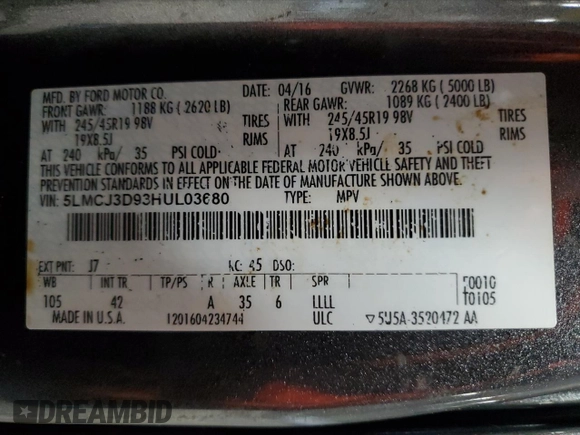 MFD. BY FORD MOTOR CO. DATE: 04/16 GVWR: 2268 KG ( 5000 LB)
FRONT GAWR: 1188 KG ( 2620 LB) REAR GAWR: 1089 KG ( 2400 LB)
245/45R19 98V TIRES 245/45R19 98V TIRES
19X8.5J RIMS 19X8.5J RIMS
AT 240 kPa/ 35 PSI COLD AT 240 kPa/ 35 PSI COLD
THIS VEHICLE CONFORMS TO ALL APPLICABLE FEDERAL MOTOR VEHICLE SAFETY AND THEFT
PREVENTION STANDARDS IN EFFECT ON THE DATE OF MANUFACTURE SHOWN ABOVE.
VIN: 5LMCJ3D93HUL03680 TYPE: MPV
EXT PNT: J7 RC: 45 DSO:
WB INT TR TP/PS R AXLE TR SPR F0010
105 42 A 35 6 LLLL T0105
MADE IN U.S.A. 1201604234744 ULC ▽5U5A-3520472 AA
DREAMBID